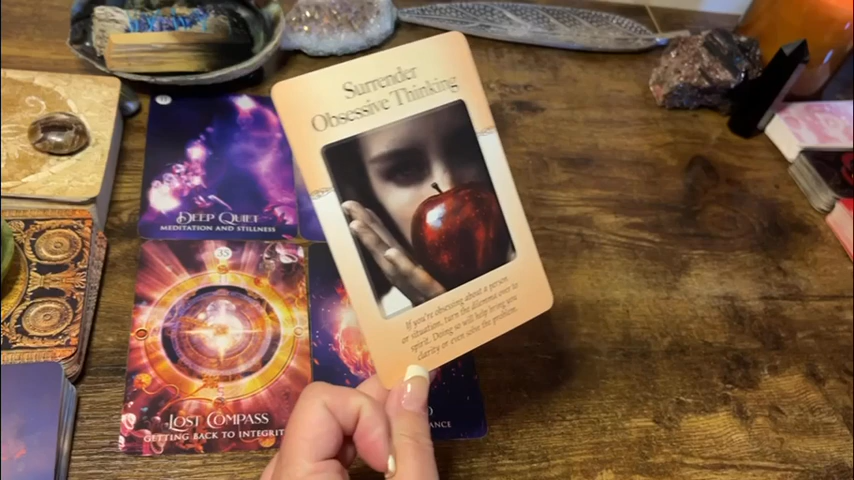 Surrender
Obsessive Thinking
If you're obsessing about a person
or situation, turn the dilemma over to
spirit. Doing so will help bring you
clarity or even solve the problem.
DEEP QUIET
MEDITATION AND STILLNESS
35
LOST COMPASS
GETTING BACK TO INTEGRIT